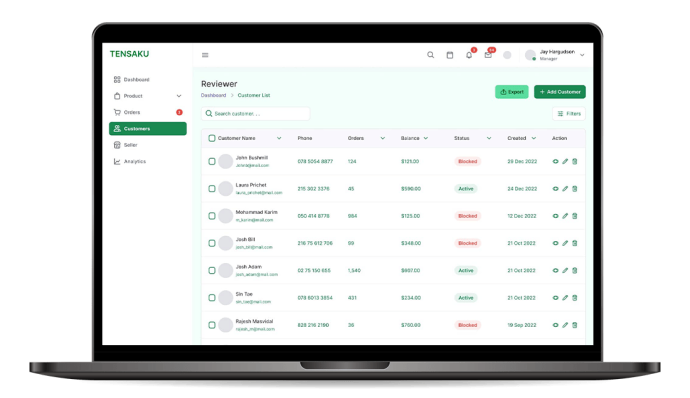 TENSAKU
Jay Hargudson
Manager
Dashboard
Product
Orders
2
Customers
Seller
Analytics
Reviewer
Dashboard > Customer List
Export
+ Add Customer
Search customer. . .
Filters
Customer Name Phone Orders Balance Status Created Action
John Bushmill 078 5054 8877 124 $125.00 Blocked 29 Dec 2022
Laura Prichet 215 302 3376 45 $596.00 Active 24 Dec 2022
laura_prichet@mail.com
Mohammad Karim 050 414 8778 984 $125.00 Blocked 12 Dec 2022
m_karim@mail.com
Josh Bill 216 75 612 706 99 $348.00 Blocked 21 Oct 2022
josh_bill@mail.com
Josh Adam 02 75 150 655 1,540 $697.00 Active 21 Oct 2022
josh_adam@mail.com
Sin Tae 078 6013 3854 431 $234.00 Active 21 Oct 2022
sin_tae@mail.com
Rajesh Masvidal 828 216 2190 36 $760.69 Blocked 19 Sep 2022
rajesh_m@mail.com